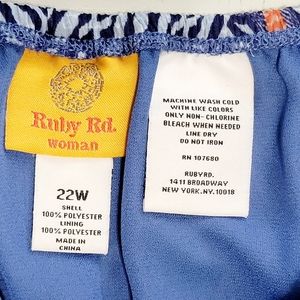 Ruby Rd.
woman
22W
SHELL
100% POLYESTER
LINING
100% POLYESTER
MADE IN
CHINA
MACHINE WASH COLD
WITH LIKE COLORS
ONLY NON- CHLORINE
BLEACH WHEN NEEDED
LINE DRY
DO NOT IRON
RN 107680
RUBYRD.
1411 BROADWAY
NEW YORK. NY. 10018